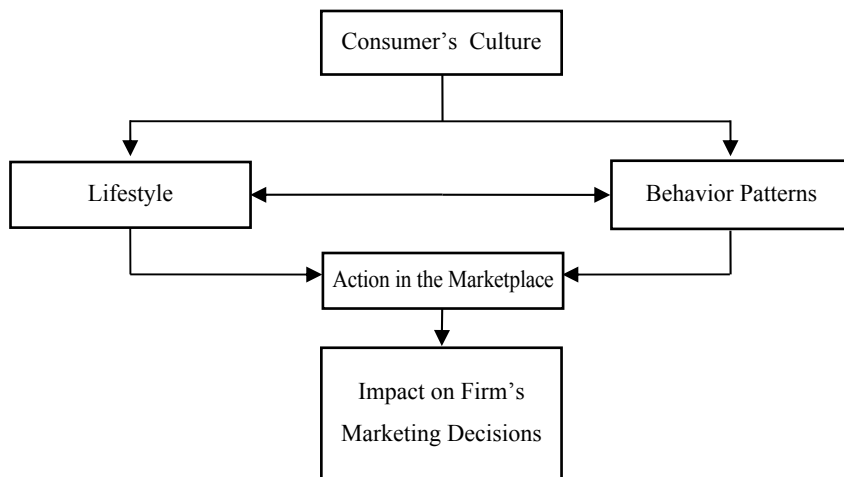 Consumer’s Culture
Lifestyle
Behavior Patterns
Action in the Marketplace
Impact on Firm’s
Marketing Decisions